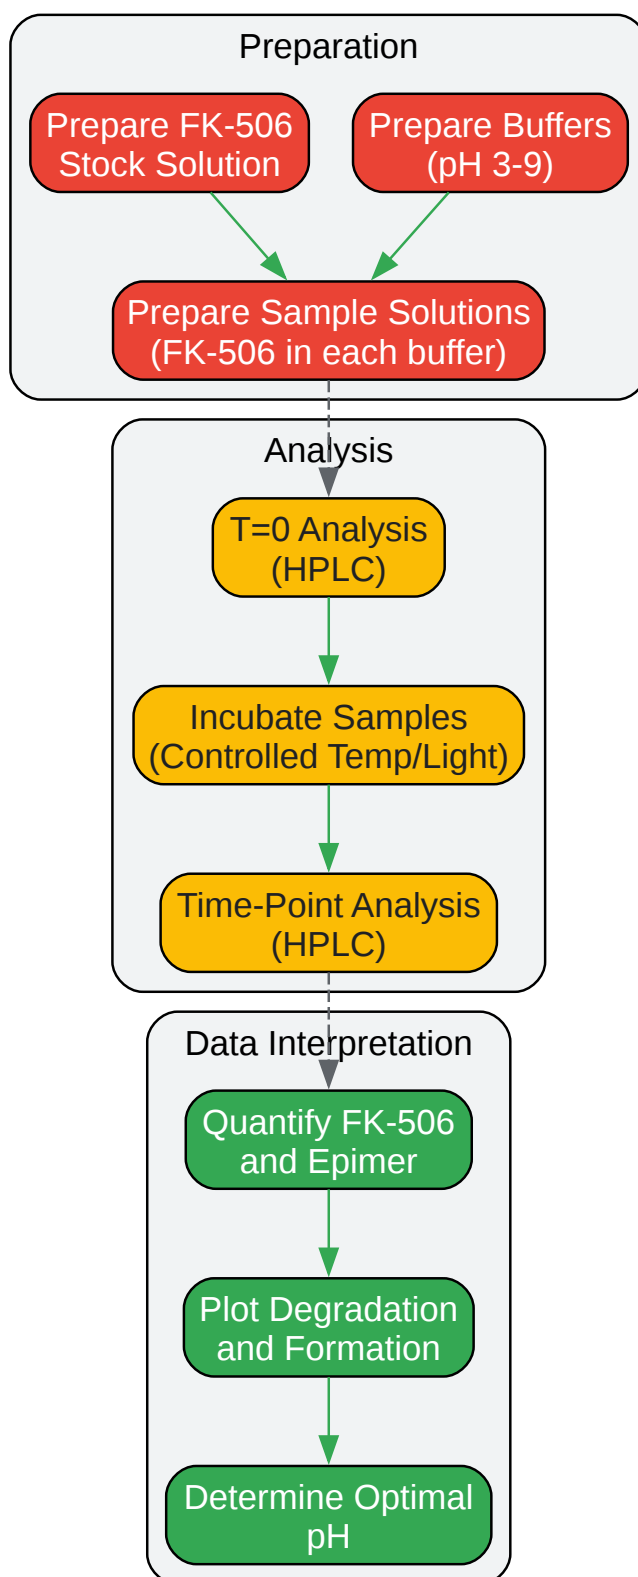 Preparation
Prepare FK-506
Stock Solution
Prepare Buffers
(pH 3-9)
Prepare Sample Solutions
(FK-506 in each buffer)
Analysis
T=0 Analysis
(HPLC)
Incubate Samples
(Controlled Temp/Light)
Time-Point Analysis
(HPLC)
Data Interpretation
Quantify FK-506
and Epimer
Plot Degradation
and Formation
Determine Optimal
pH